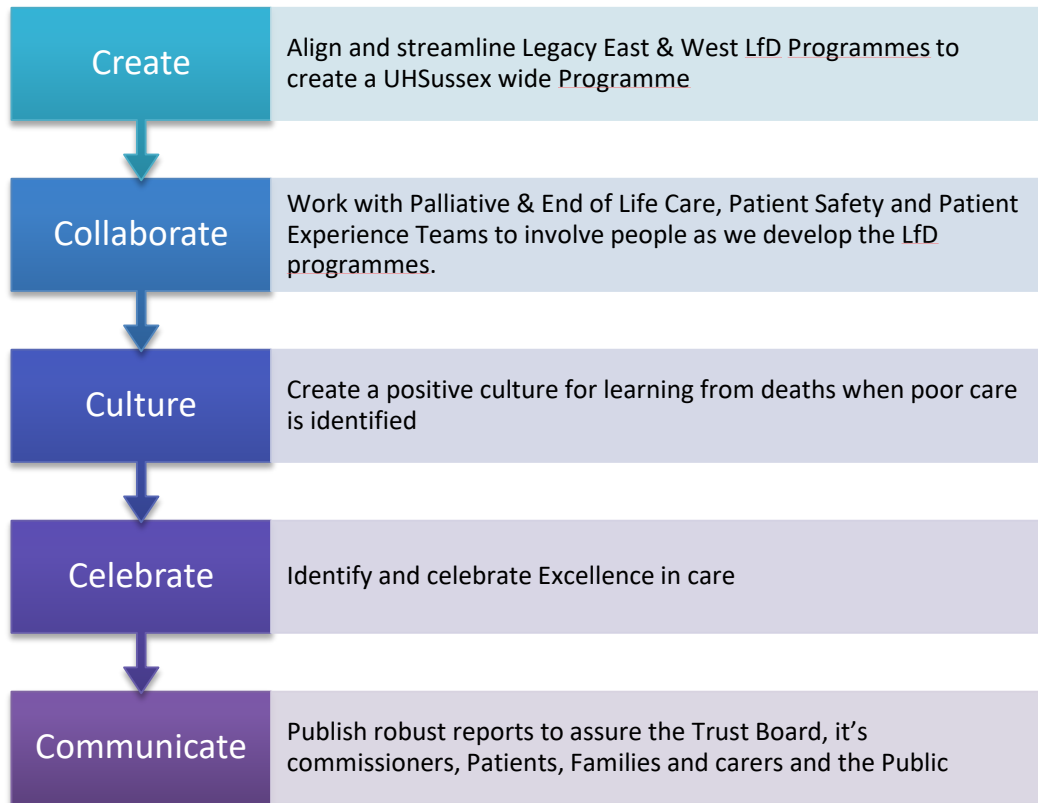 Create
Align and streamline Legacy East & West LfD Programmes to
create a UHSussex wide Programme
Collaborate
Work with Palliative & End of Life Care, Patient Safety and Patient
Experience Teams to involve people as we develop the LfD
programmes.
Culture
Create a positive culture for learning from deaths when poor care
is identified
Celebrate
Identify and celebrate Excellence in care
Communicate
Publish robust reports to assure the Trust Board, it’s
commissioners, Patients, Families and carers and the Public